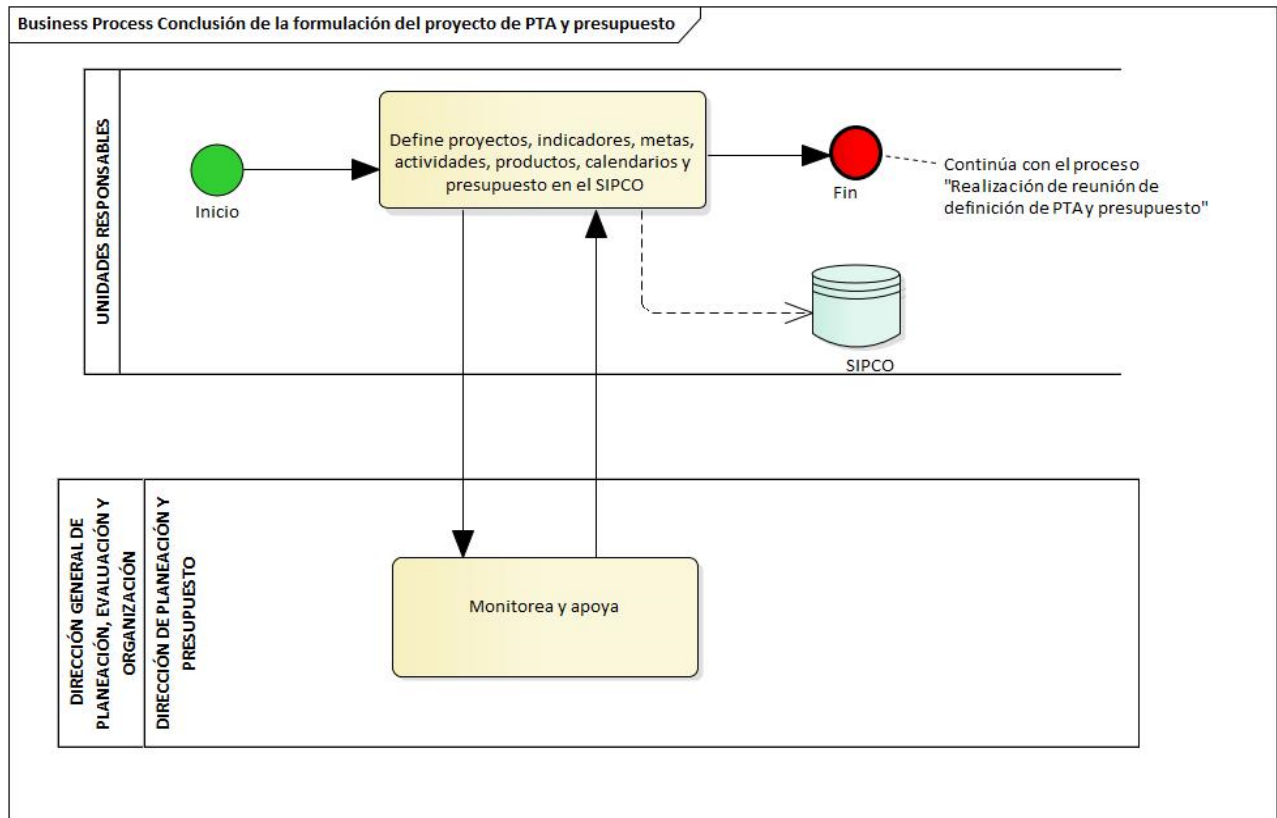 Business Process Conclusión de la formulación del proyecto de PTA y presupuesto
UNIDADES RESPONSABLES
Inicio
Define proyectos, indicadores, metas,
actividades, productos, calendarios y
presupuesto en el SIPCO
Fin
Continúa con el proceso
"Realización de reunión de
definición de PTA y presupuesto"
SIPCO
DIRECCIÓN GENERAL DE
PLANEACIÓN, EVALUACIÓN Y
ORGANIZACIÓN
DIRECCIÓN DE PLANEACIÓN Y
PRESUPUESTO
Monitorea y apoya